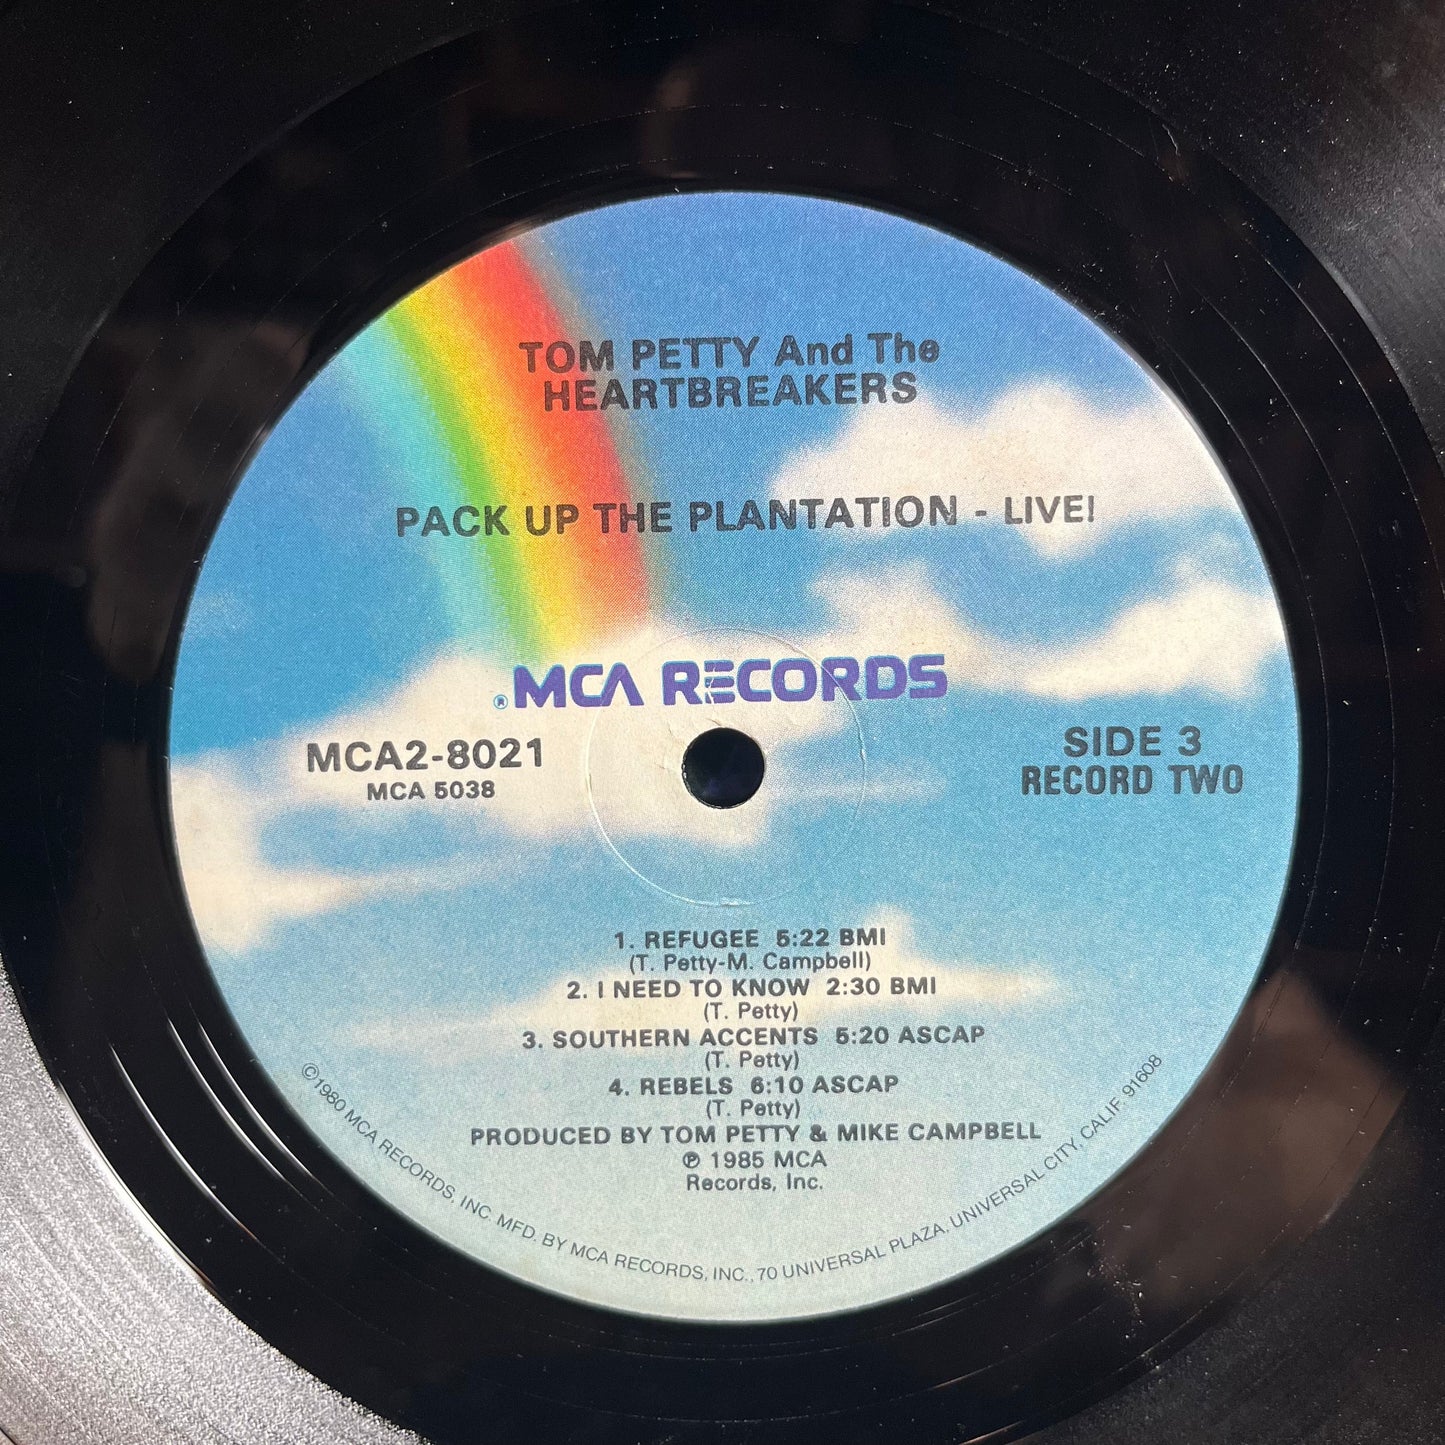 TOM PETTY And The
HEARTBREAKERS
PACK UP THE PLANTATION - LIVE!
® MCA RECORDS
MCA2-8021
MCA 5038
SIDE 3
RECORD TWO
1. REFUGEE 5:22 BMI
(T. Petty-M. Campbell)
2. I NEED TO KNOW 2:30 BMI
(T. Petty)
3. SOUTHERN ACCENTS 5:20 ASCAP
(T. Petty)
4. REBELS 6:10 ASCAP
(T. Petty)
PRODUCED BY TOM PETTY & MIKE CAMPBELL
℗ 1985 MCA
Records, Inc.
©1980 MCA RECORDS, INC. MFD. BY MCA RECORDS, INC., 70 UNIVERSAL PLAZA, UNIVERSAL CITY, CALIF. 91608